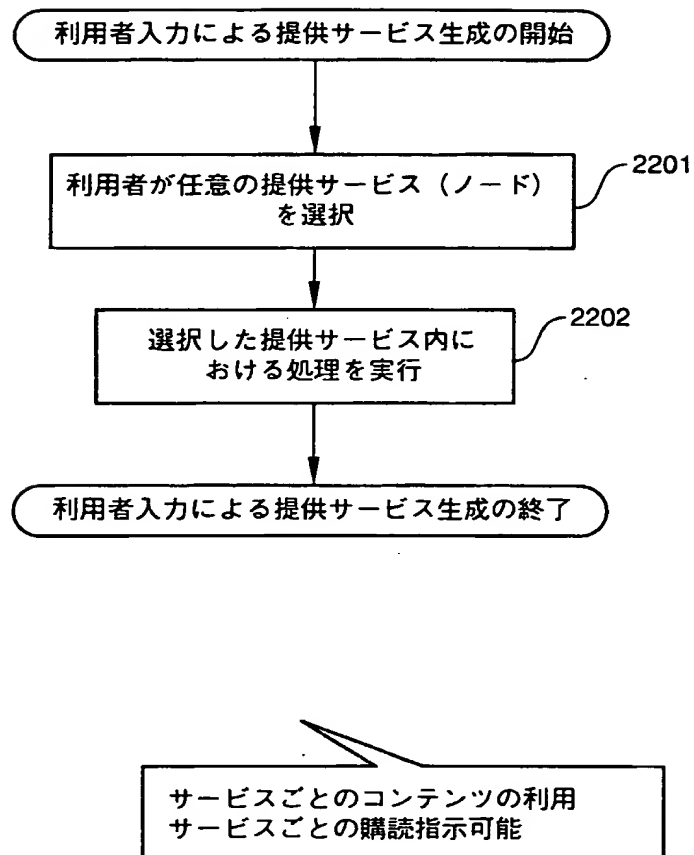 利用者入力による提供サービス生成の開始
利用者が任意の提供サービス（ノード）
を選択
2201
選択した提供サービス内に
おける処理を実行
2202
利用者入力による提供サービス生成の終了
サービスごとのコンテンツの利用
サービスごとの購読指示可能